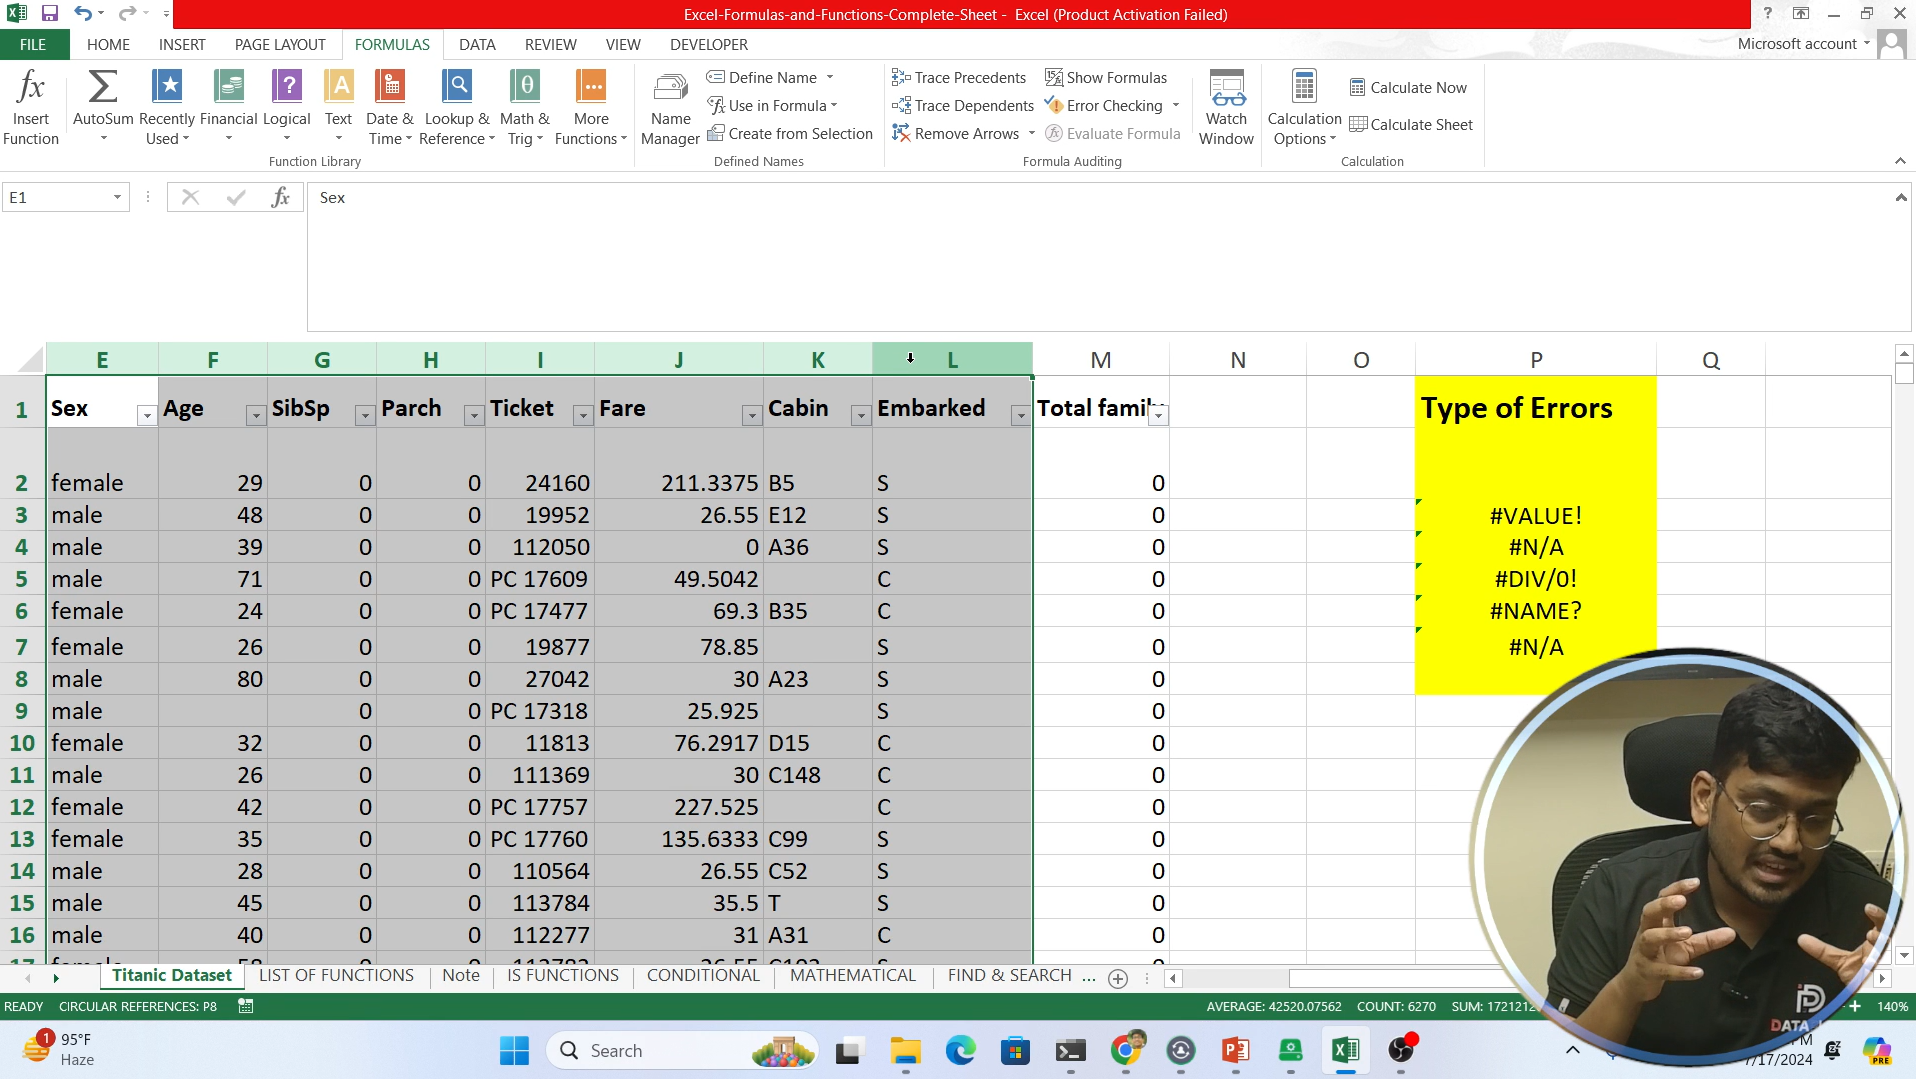 Excel-Formulas-and-Functions-Complete-Sheet - Excel (Product Activation Failed)
FILE HOME INSERT PAGE LAYOUT FORMULAS DATA REVIEW VIEW DEVELOPER Microsoft account
Insert Function AutoSum Recently Used Financial Logical Text Date & Time Lookup & Reference Math & Trig More Functions
Function Library
Name Manager Define Name Use in Formula Create from Selection
Defined Names
Trace Precedents Show Formulas
Trace Dependents Error Checking
Remove Arrows Evaluate Formula
Formula Auditing
Watch Window
Calculation Options Calculate Now Calculate Sheet
Calculation
E1 fx Sex
E F G H I J K L M N O P Q
1 Sex Age SibSp Parch Ticket Fare Cabin Embarked Total family Type of Errors
2 female 29 0 0 24160 211.3375 B5 S 0
3 male 48 0 0 19952 26.55 E12 S 0 #VALUE!
4 male 39 0 0 112050 0 A36 S 0 #N/A
5 male 71 0 0 PC 17609 49.5042 C 0 #DIV/0!
6 female 24 0 0 PC 17477 69.3 B35 C 0 #NAME?
7 female 26 0 0 19877 78.85 S 0 #N/A
8 male 80 0 0 27042 30 A23 S 0
9 male 0 0 PC 17318 25.925 S 0
10 female 32 0 0 11813 76.2917 D15 C 0
11 male 26 0 0 111369 30 C148 C 0
12 female 42 0 0 PC 17757 227.525 C 0
13 female 35 0 0 PC 17760 135.6333 C99 S 0
14 male 28 0 0 110564 26.55 C52 S 0
15 male 45 0 0 113784 35.5 T S 0
16 male 40 0 0 112277 31 A31 C 0
Titanic Dataset LIST OF FUNCTIONS Note IS FUNCTIONS CONDITIONAL MATHEMATICAL FIND & SEARCH ...
READY CIRCULAR REFERENCES: P8 AVERAGE: 42520.07562 COUNT: 6270 SUM: 1721212 140%
1 95°F
Haze
Search
PM
7/17/2024
PRE
DATA